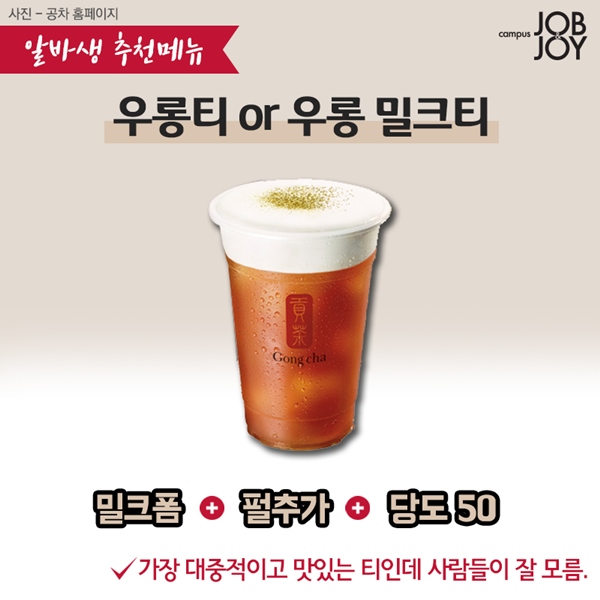 사진 – 공차 홈페이지
campus JOB & JOY
알바생 추천메뉴
우롱티 or 우롱 밀크티
貢茶
Gong cha
밀크폼 + 펄추가 + 당도 50
✓가장 대중적이고 맛있는 티인데 사람들이 잘 모름.